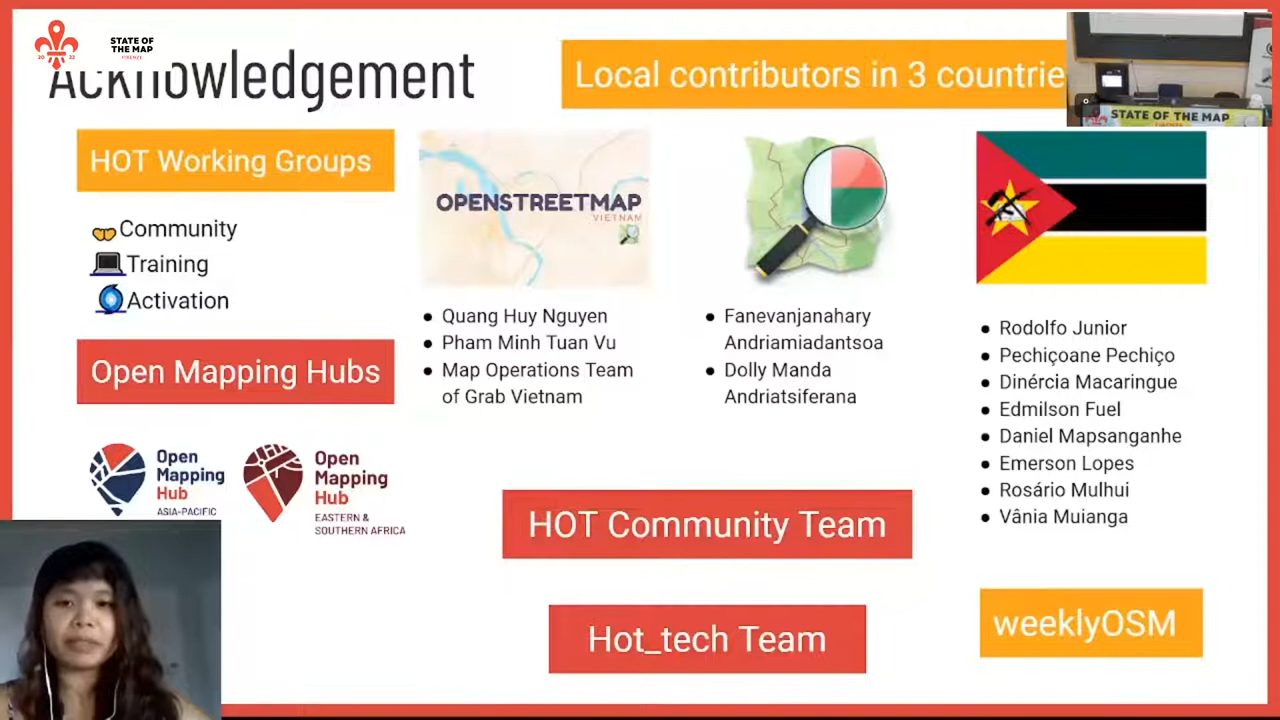 STATE OF
THE MAP
FIRENZE
20 22
Acknowledgement
Local contributors in 3 countrie
STATE OF THE MAP
HOT Working Groups
Community
Training
Activation
Open Mapping Hubs
Open
Mapping
Hub
ASIA-PACIFIC
Open
Mapping
Hub
EASTERN &
SOUTHERN AFRICA
OPENSTREETMAP
VIETNAM
• Quang Huy Nguyen
• Pham Minh Tuan Vu
• Map Operations Team
of Grab Vietnam
• Fanevanjanahary
Andriamiadantsoa
• Dolly Manda
Andriatsiferana
• Rodolfo Junior
• Pechiçoane Pechiço
• Dinércia Macaringue
• Edmilson Fuel
• Daniel Mapsanganhe
• Emerson Lopes
• Rosário Mulhui
• Vânia Muianga
HOT Community Team
Hot_tech Team
weeklyOSM